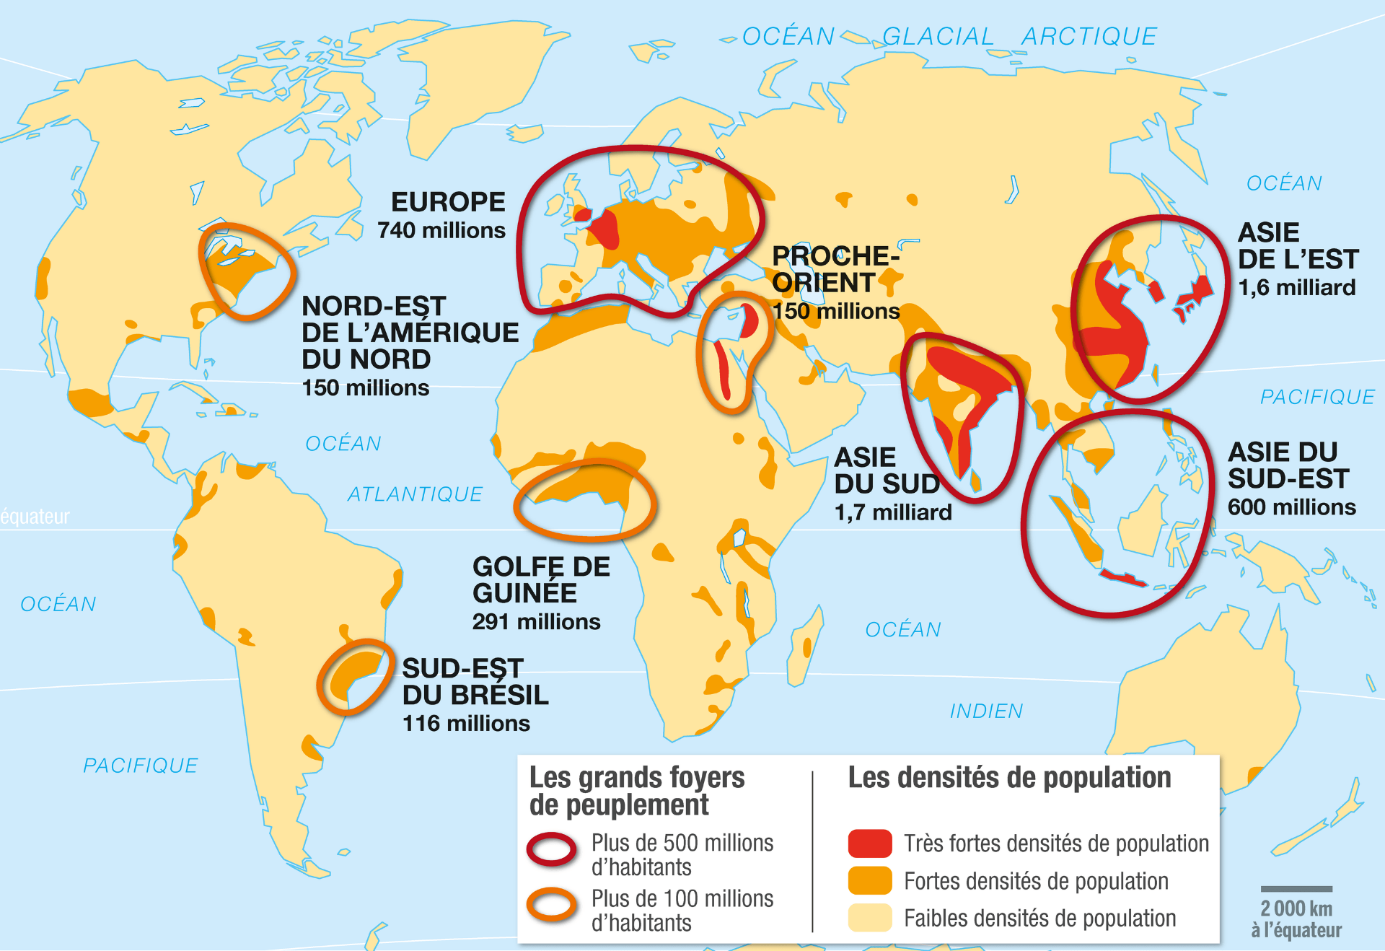 OCÉAN GLACIAL ARCTIQUE
EUROPE
740 millions
OCÉAN
ASIE
DE L'EST
1,6 milliard
PROCHE-
ORIENT
150 millions
NORD-EST
DE L'AMÉRIQUE
DU NORD
150 millions
PACIFIQUE
OCÉAN
ATLANTIQUE
ASIE
DU SUD
1,7 milliard
ASIE DU
SUD-EST
600 millions
équateur
GOLFE DE
GUINÉE
291 millions
OCÉAN
OCÉAN
SUD-EST
DU BRÉSIL
116 millions
INDIEN
PACIFIQUE
Les grands foyers
de peuplement
Plus de 500 millions
d'habitants
Plus de 100 millions
d'habitants
Les densités de population
Très fortes densités de population
Fortes densités de population
Faibles densités de population
2 000 km
à l'équateur